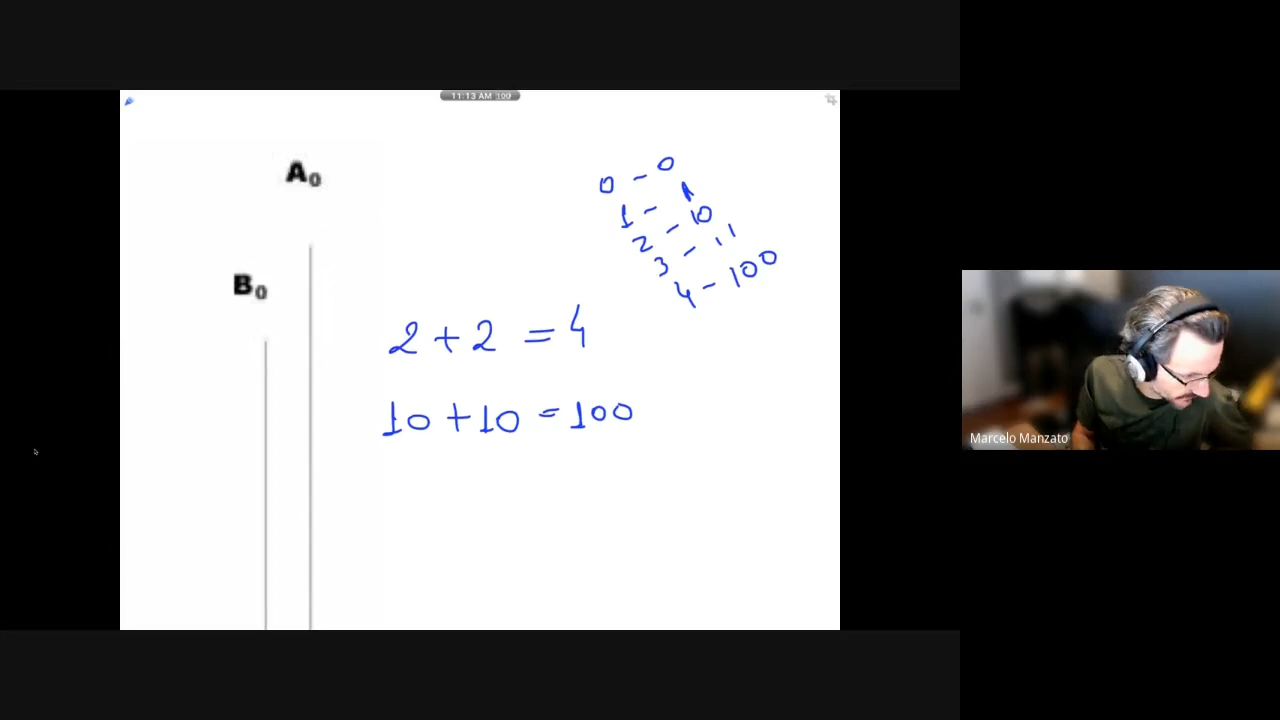 11:13 AM 100
A0
0 - 0
1 - 1
2 - 10
3 - 11
4 - 100
B0
2 + 2 = 4
10 + 10 = 100
Marcelo Manzato